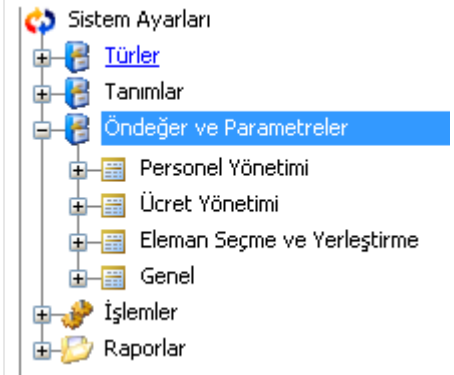 Sistem Ayarları
Türler
Tanımlar
Öndeğer ve Parametreler
Personel Yönetimi
Ücret Yönetimi
Eleman Seçme ve Yerleştirme
Genel
İşlemler
Raporlar